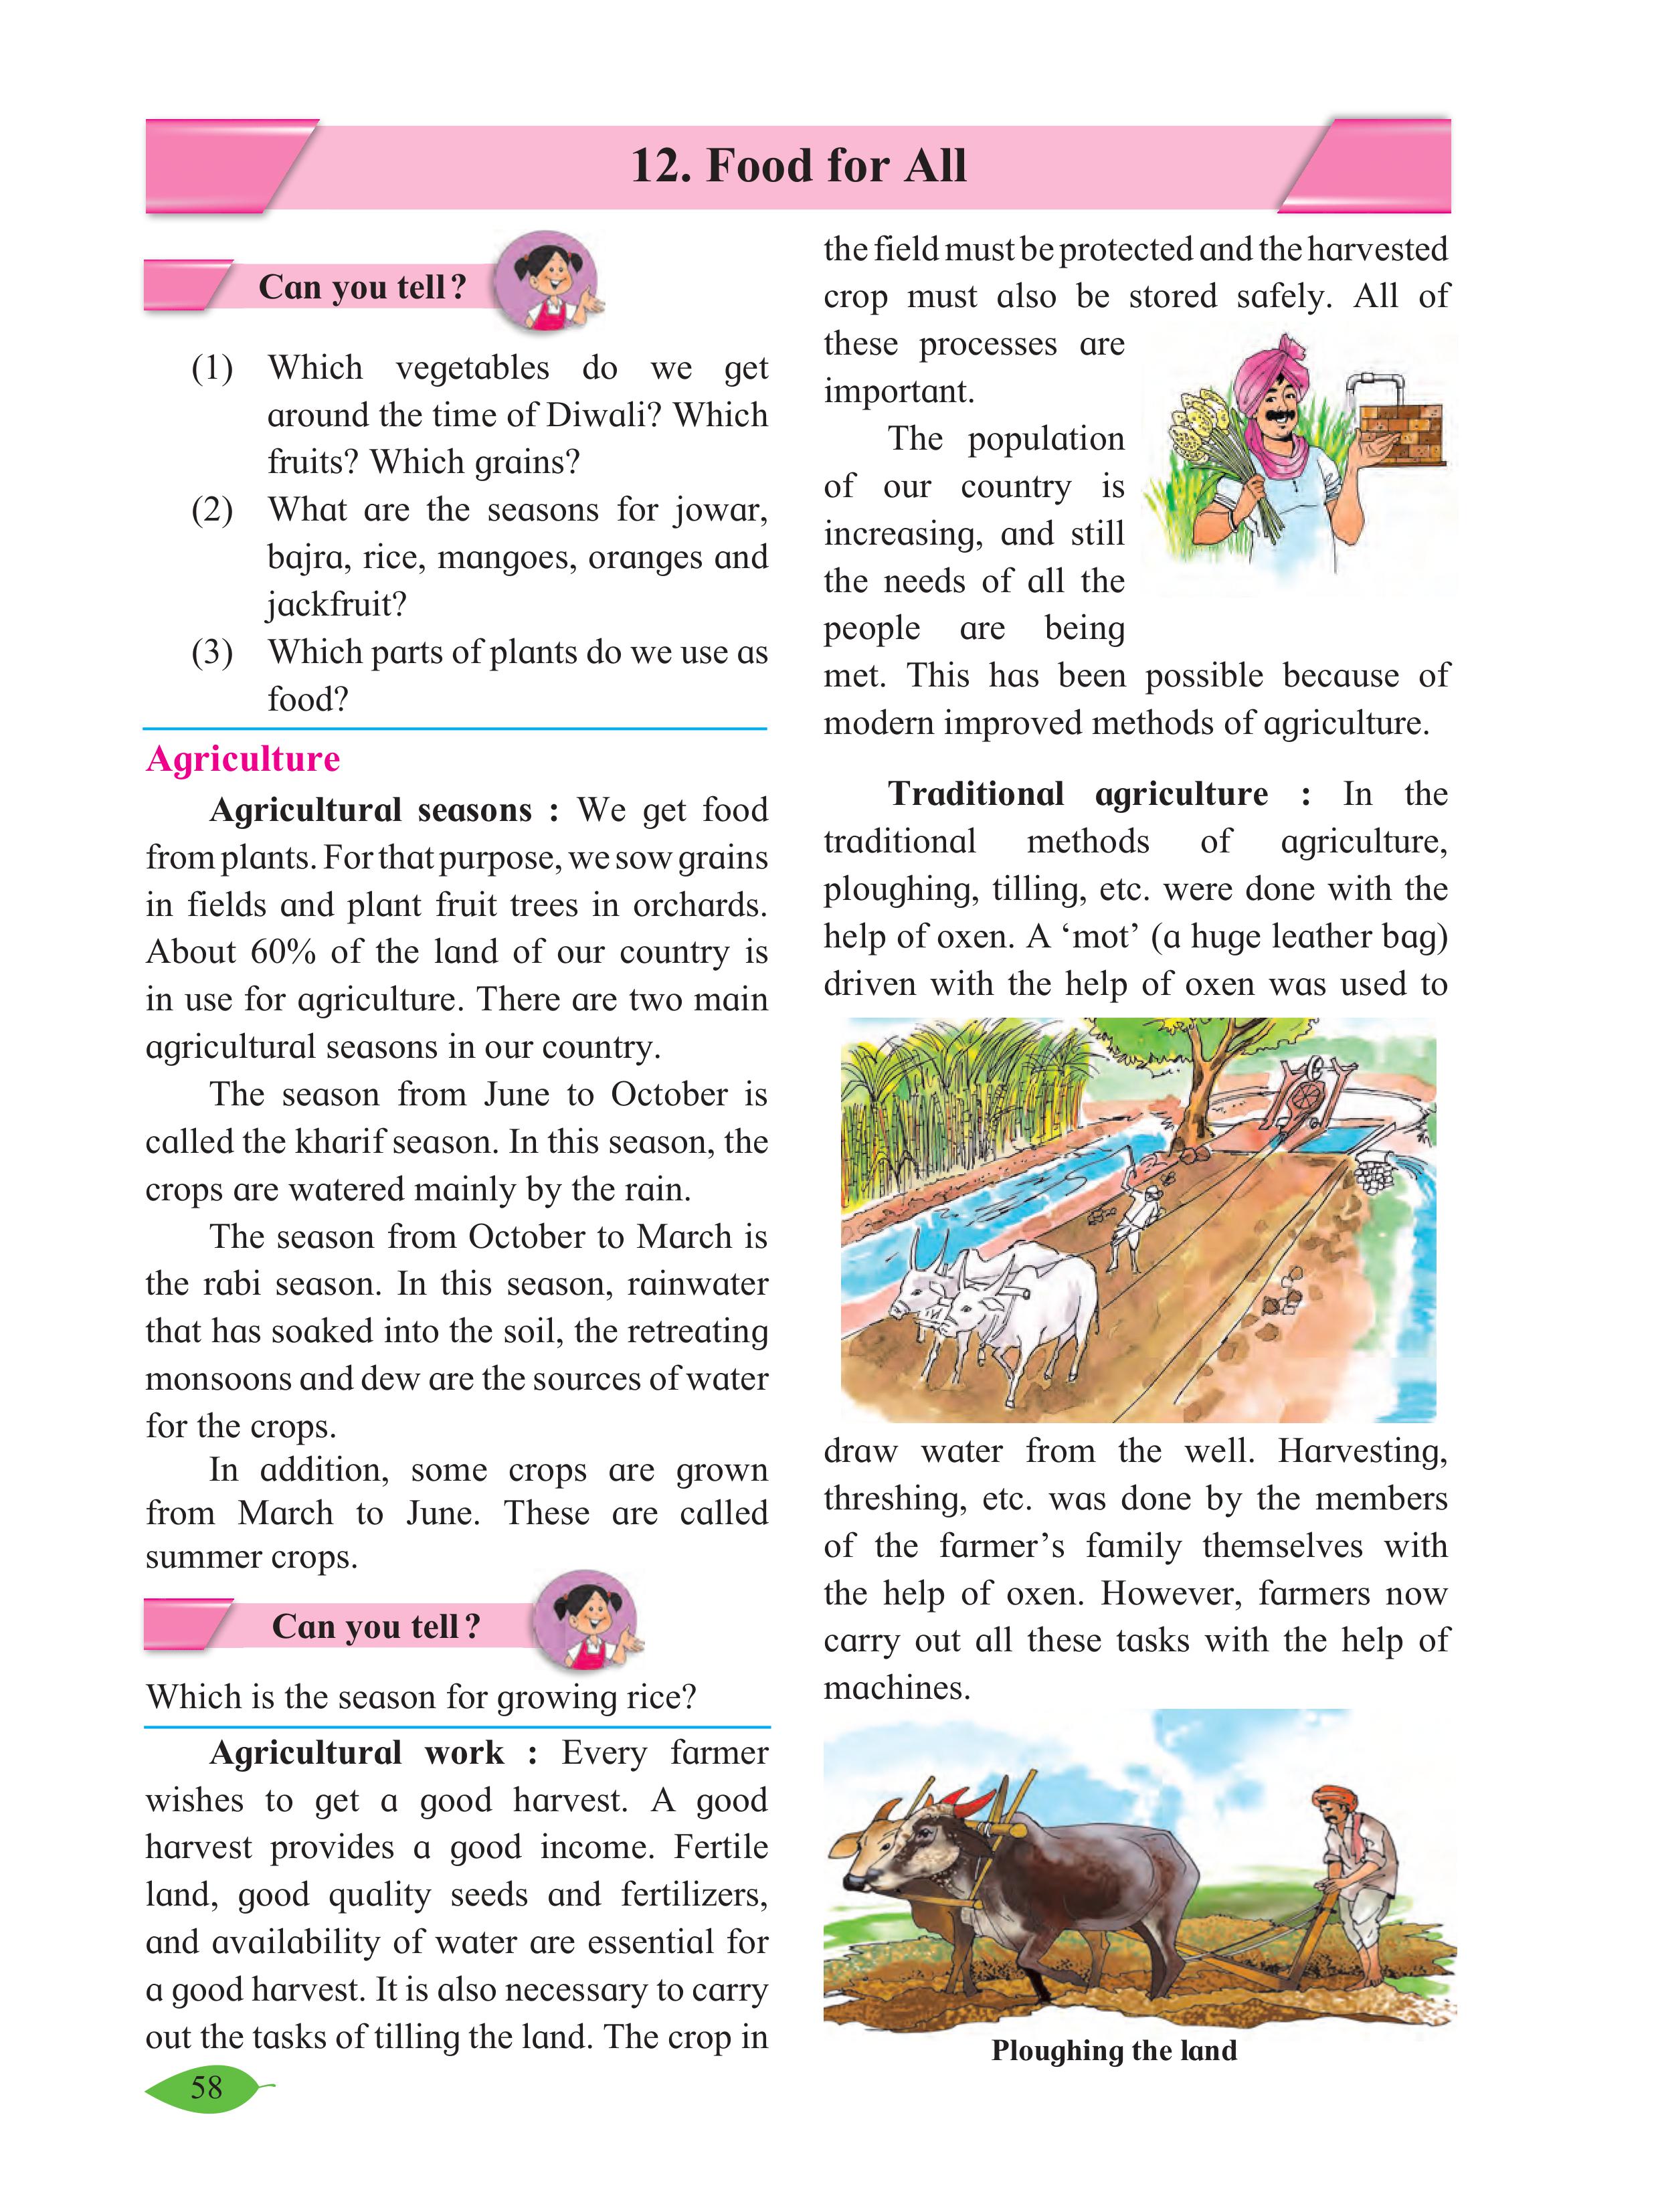 12. Food for All
Can you tell?
(1) Which vegetables do we get
around the time of Diwali? Which
fruits? Which grains?
(2) What are the seasons for jowar,
bajra, rice, mangoes, oranges and
jackfruit?
(3) Which parts of plants do we use as
food?
Agriculture
Agricultural seasons : We get food
from plants. For that purpose, we sow grains
in fields and plant fruit trees in orchards.
About 60% of the land of our country is
in use for agriculture. There are two main
agricultural seasons in our country.
The season from June to October is
called the kharif season. In this season, the
crops are watered mainly by the rain.
The season from October to March is
the rabi season. In this season, rainwater
that has soaked into the soil, the retreating
monsoons and dew are the sources of water
for the crops.
In addition, some crops are grown
from March to June. These are called
summer crops.
Can you tell?
Which is the season for growing rice?
Agricultural work : Every farmer
wishes to get a good harvest. A good
harvest provides a good income. Fertile
land, good quality seeds and fertilizers,
and availability of water are essential for
a good harvest. It is also necessary to carry
out the tasks of tilling the land. The crop in
the field must be protected and the harvested
crop must also be stored safely. All of
these processes are
important.
The population
of our country is
increasing, and still
the needs of all the
people are being
met. This has been possible because of
modern improved methods of agriculture.
Traditional agriculture : In the
traditional methods of agriculture,
ploughing, tilling, etc. were done with the
help of oxen. A ‘mot’ (a huge leather bag)
driven with the help of oxen was used to
draw water from the well. Harvesting,
threshing, etc. was done by the members
of the farmer’s family themselves with
the help of oxen. However, farmers now
carry out all these tasks with the help of
machines.
Ploughing the land
58